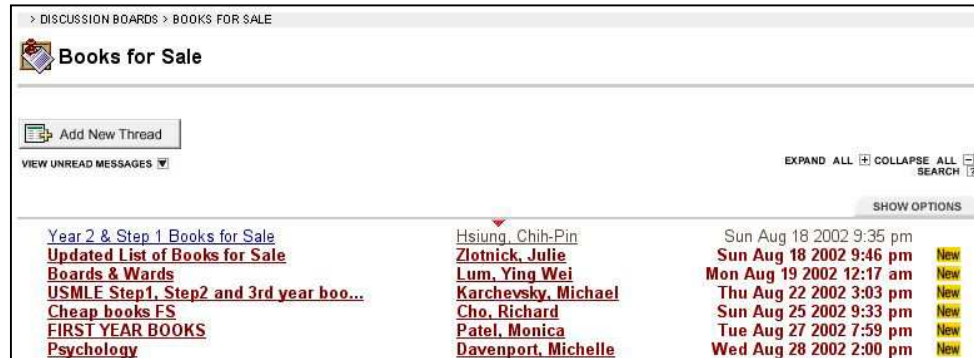 > DISCUSSION BOARDS > BOOKS FOR SALE
Books for Sale
Add New Thread
VIEW UNREAD MESSAGES
EXPAND ALL + COLLAPSE ALL -
SEARCH ?
SHOW OPTIONS
Year 2 & Step 1 Books for Sale Hsiung, Chih-Pin Sun Aug 18 2002 9:35 pm
Updated List of Books for Sale Zlotnick, Julie Sun Aug 18 2002 9:46 pm New
Boards & Wards Lum, Ying Wei Mon Aug 19 2002 12:17 am New
USMLE Step1, Step2 and 3rd year boo... Karchevsky, Michael Thu Aug 22 2002 3:03 pm New
Cheap books FS Cho, Richard Sun Aug 25 2002 9:33 pm New
FIRST YEAR BOOKS Patel, Monica Tue Aug 27 2002 7:59 pm New
Psychology Davenport, Michelle Wed Aug 28 2002 2:00 pm New